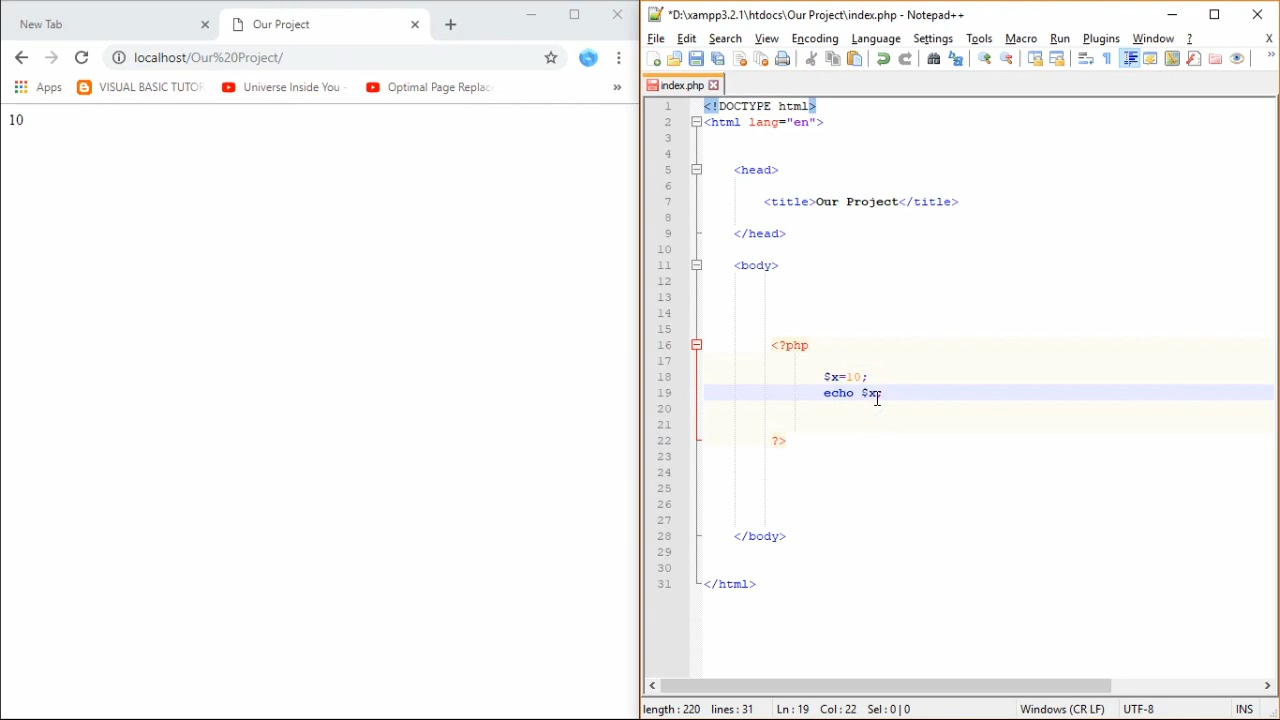 New Tab
Our Project
localhost/Our%20Project/
Apps
VISUAL BASIC TUTO
Universe Inside You -
Optimal Page Replac
»
10
*D:\xampp3.2.1\htdocs\Our Project\index.php - Notepad++
File Edit Search View Encoding Language Settings Tools Macro Run Plugins Window ? X
index.php
1 <!DOCTYPE html>
2 <html lang="en">
3
4
5 <head>
6
7 <title>Our Project</title>
8
9 </head>
10
11 <body>
12
13
14
15
16 <?php
17
18 $x=10;
19 echo $x;
20
21
22 ?>
23
24
25
26
27
28 </body>
29
30
31 </html>
length : 220 lines : 31 Ln : 19 Col : 22 Sel : 0 | 0 Windows (CR LF) UTF-8 INS